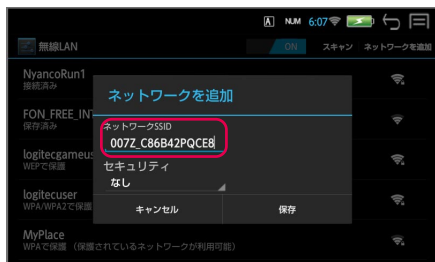 A NUM 6:07
無線LAN ON スキャン ネットワークを追加
NyancoRun1
接続済み
FON_FREE_IN
保存済み
logitecgameus
WEPで保護
logitecuser
WPA/WPA2で保護
MyPlace
WPAで保護 (保護されているネットワークが利用可能)
ネットワークを追加
ネットワークSSID
007Z_C86B42PQCE8
セキュリティ
なし
キャンセル 保存